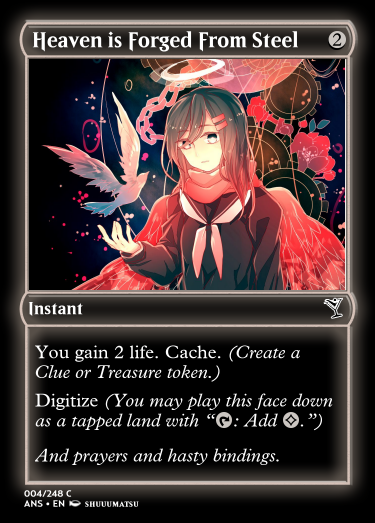 Heaven is Forged From Steel 2
Instant
You gain 2 life. Cache. (Create a
Clue or Treasure token.)
Digitize (You may play this face down
as a tapped land with “: Add .”)
And prayers and hasty bindings.
004/248 C
ANS • EN SHUUUMATSU